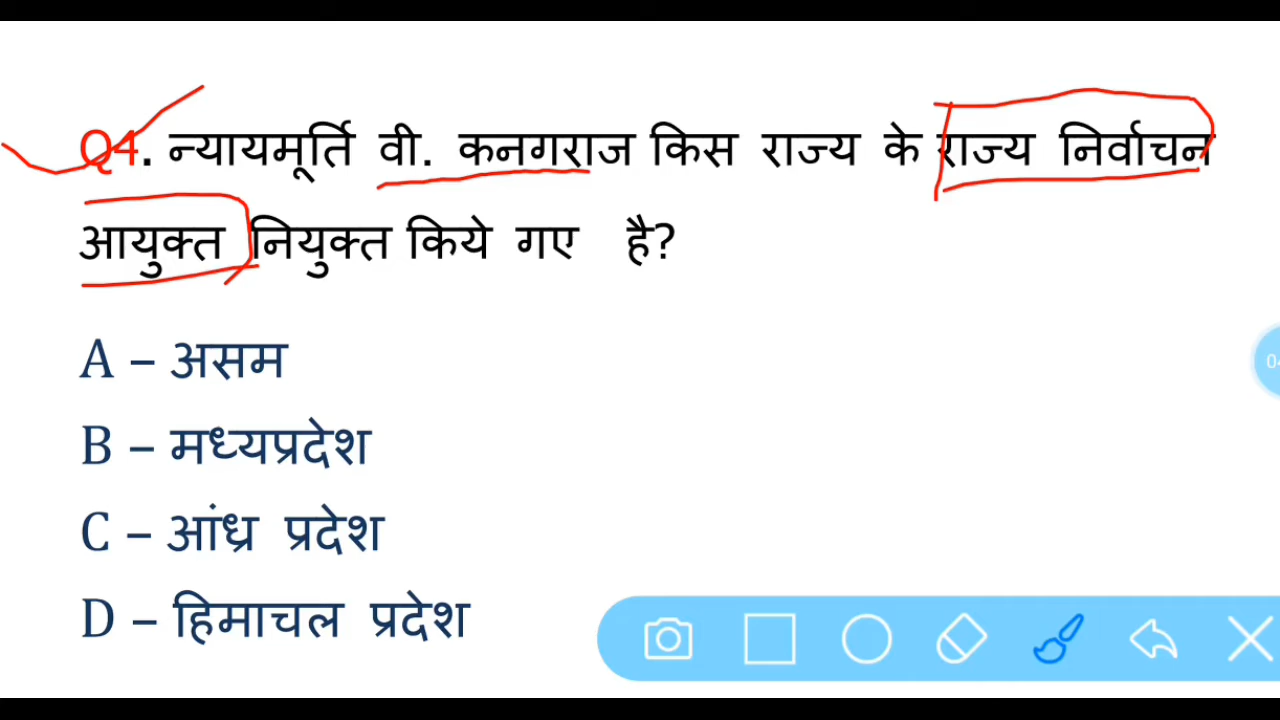 Q4. न्यायमूर्ति वी. कनगराज किस राज्य के राज्य निर्वाचन
आयुक्त नियुक्त किये गए है?
A – असम
B – मध्यप्रदेश
C – आंध्र प्रदेश
D – हिमाचल प्रदेश